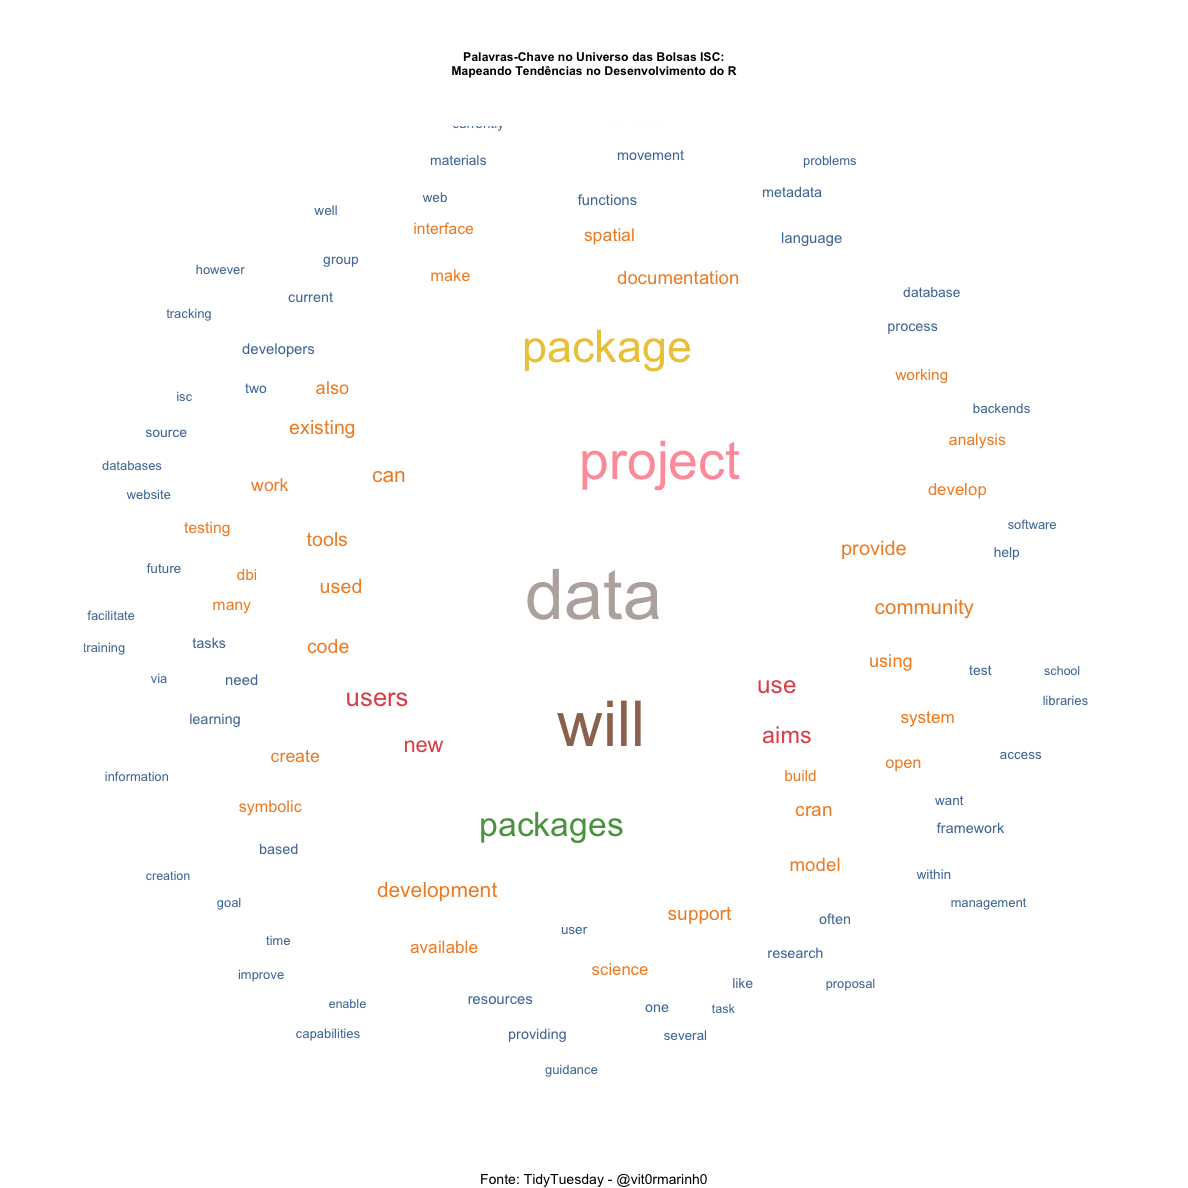 Palavras-Chave no Universo das Bolsas ISC:
Mapeando Tendências no Desenvolvimento do R
currently
materials
movement
problems
web
functions
metadata
well
interface
spatial
language
however
group
make
documentation
current
database
tracking
process
developers
package
working
isc
two
also
backends
source
existing
analysis
databases
project
website
work
can
develop
testing
tools
software
provide
help
future
dbi
used
data
many
community
facilitate
tasks
code
training
using
test
school
via
need
users
use
libraries
learning
new
will
aims
system
access
information
create
build
open
symbolic
cran
want
packages
framework
based
model
creation
within
goal
development
support
often
management
time
available
user
research
improve
science
like
proposal
enable
resources
one
task
capabilities
providing
several
guidance
Fonte: TidyTuesday - @vit0rmarinh0